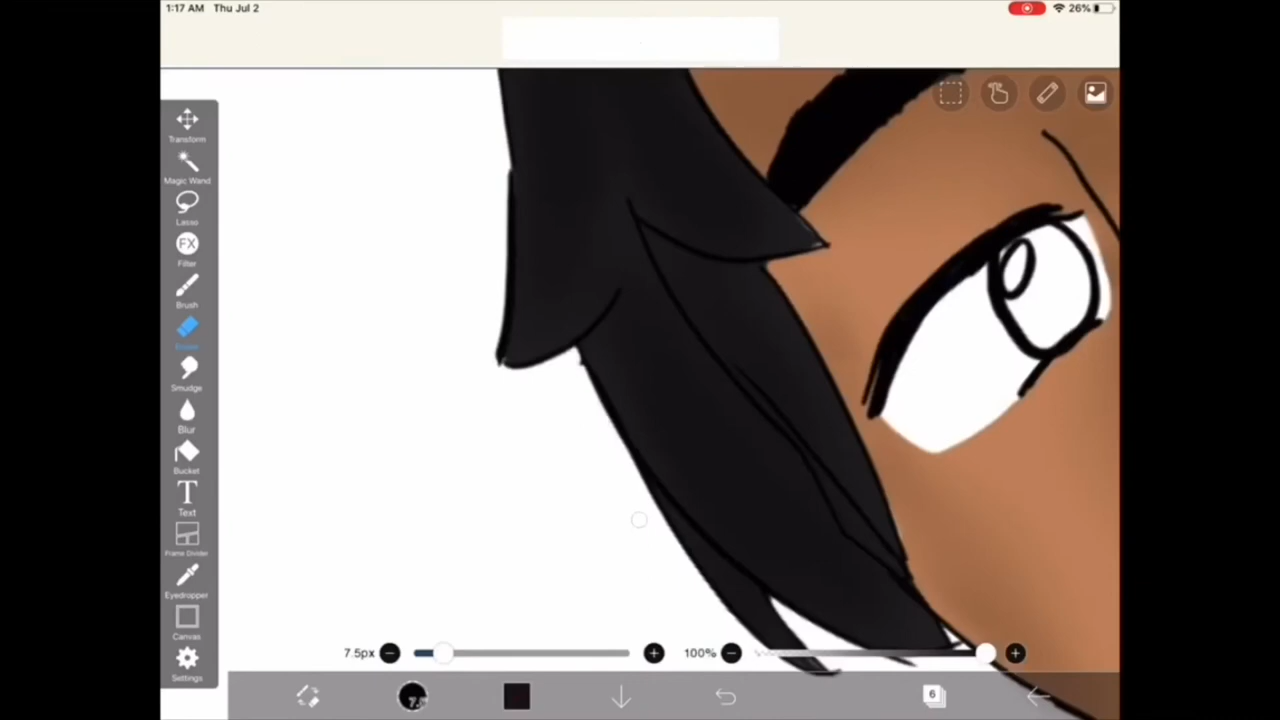 1:17 AM Thu Jul 2
26%
Transform
Magic Wand
Lasso
FX
Filter
Brush
Eraser
Smudge
Blur
Bucket
T
Text
Frame Divider
Eyedropper
Canvas
Settings
7.5px
100%
6